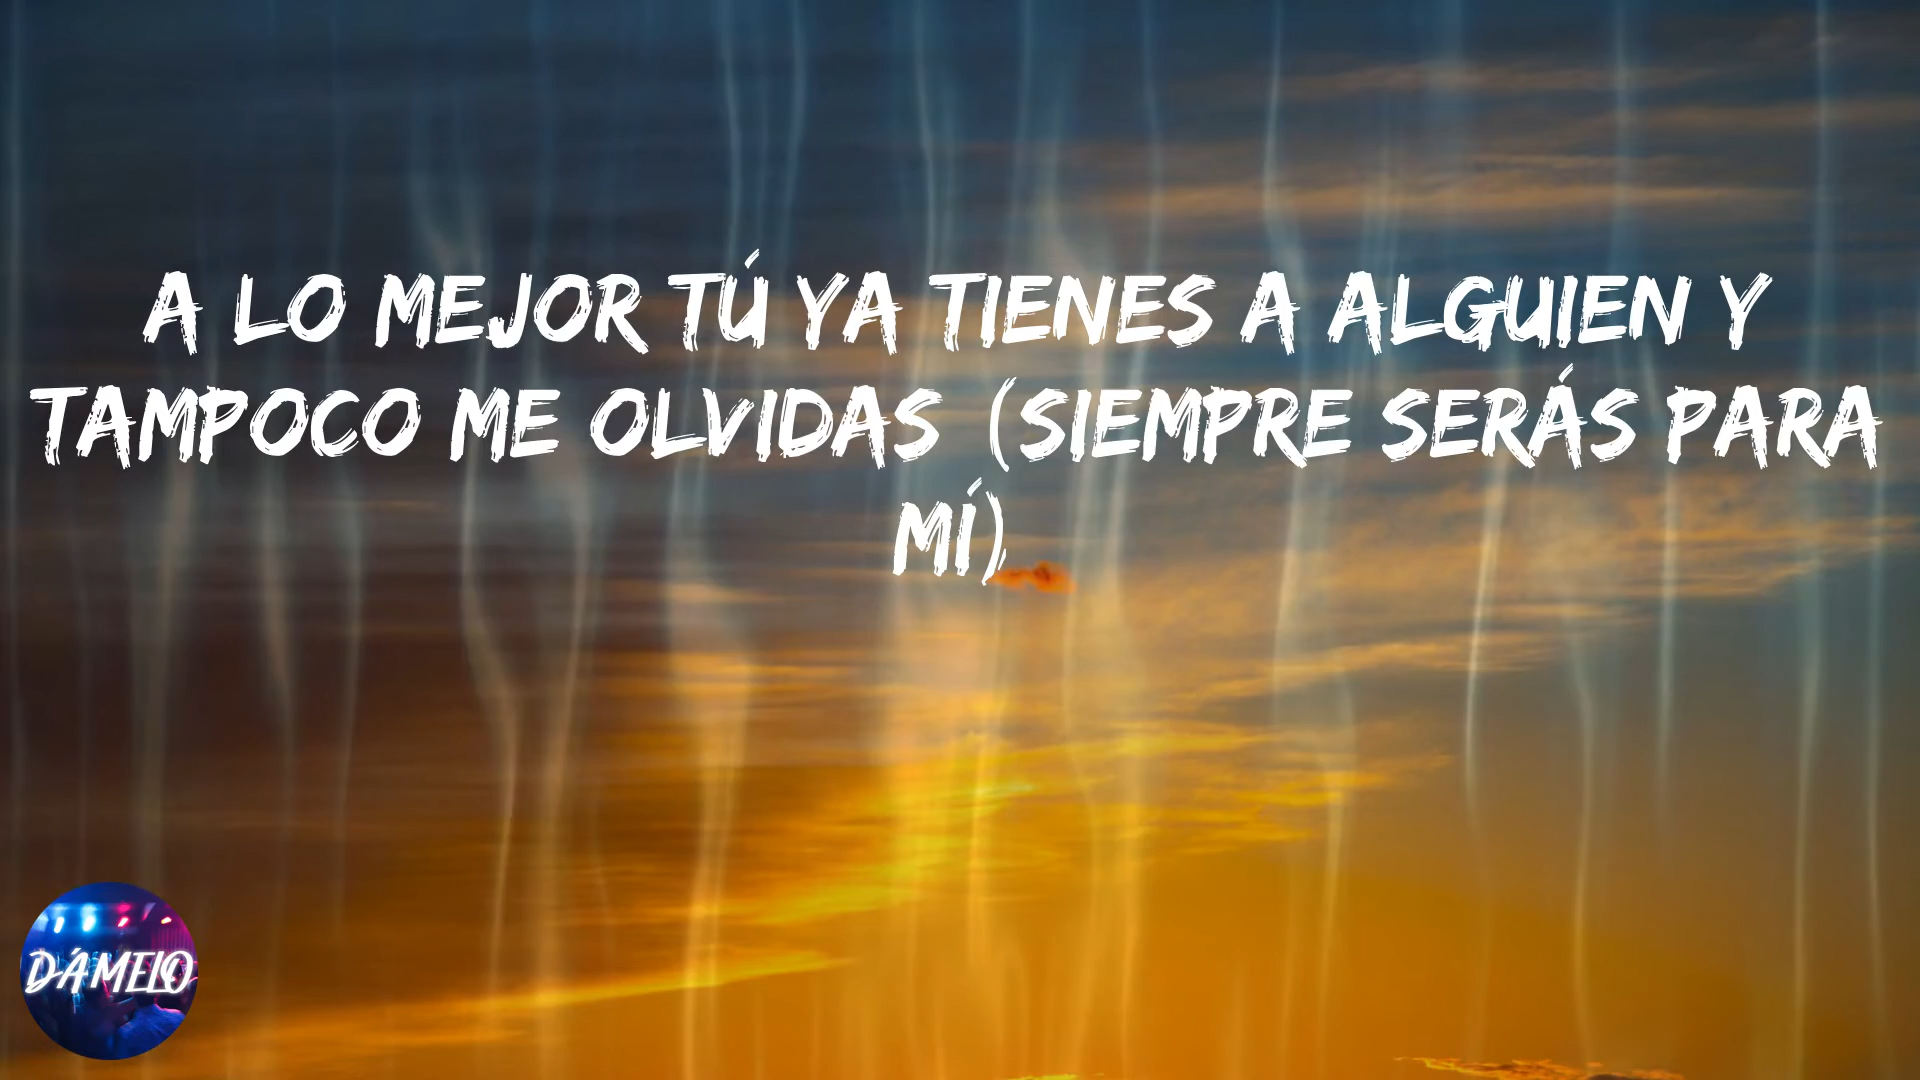 A LO MEJOR TÚ YA TIENES A ALGUIEN Y
TAMPOCO ME OLVIDAS (SIEMPRE SERÁS PARA
MÍ)
DÁMELO